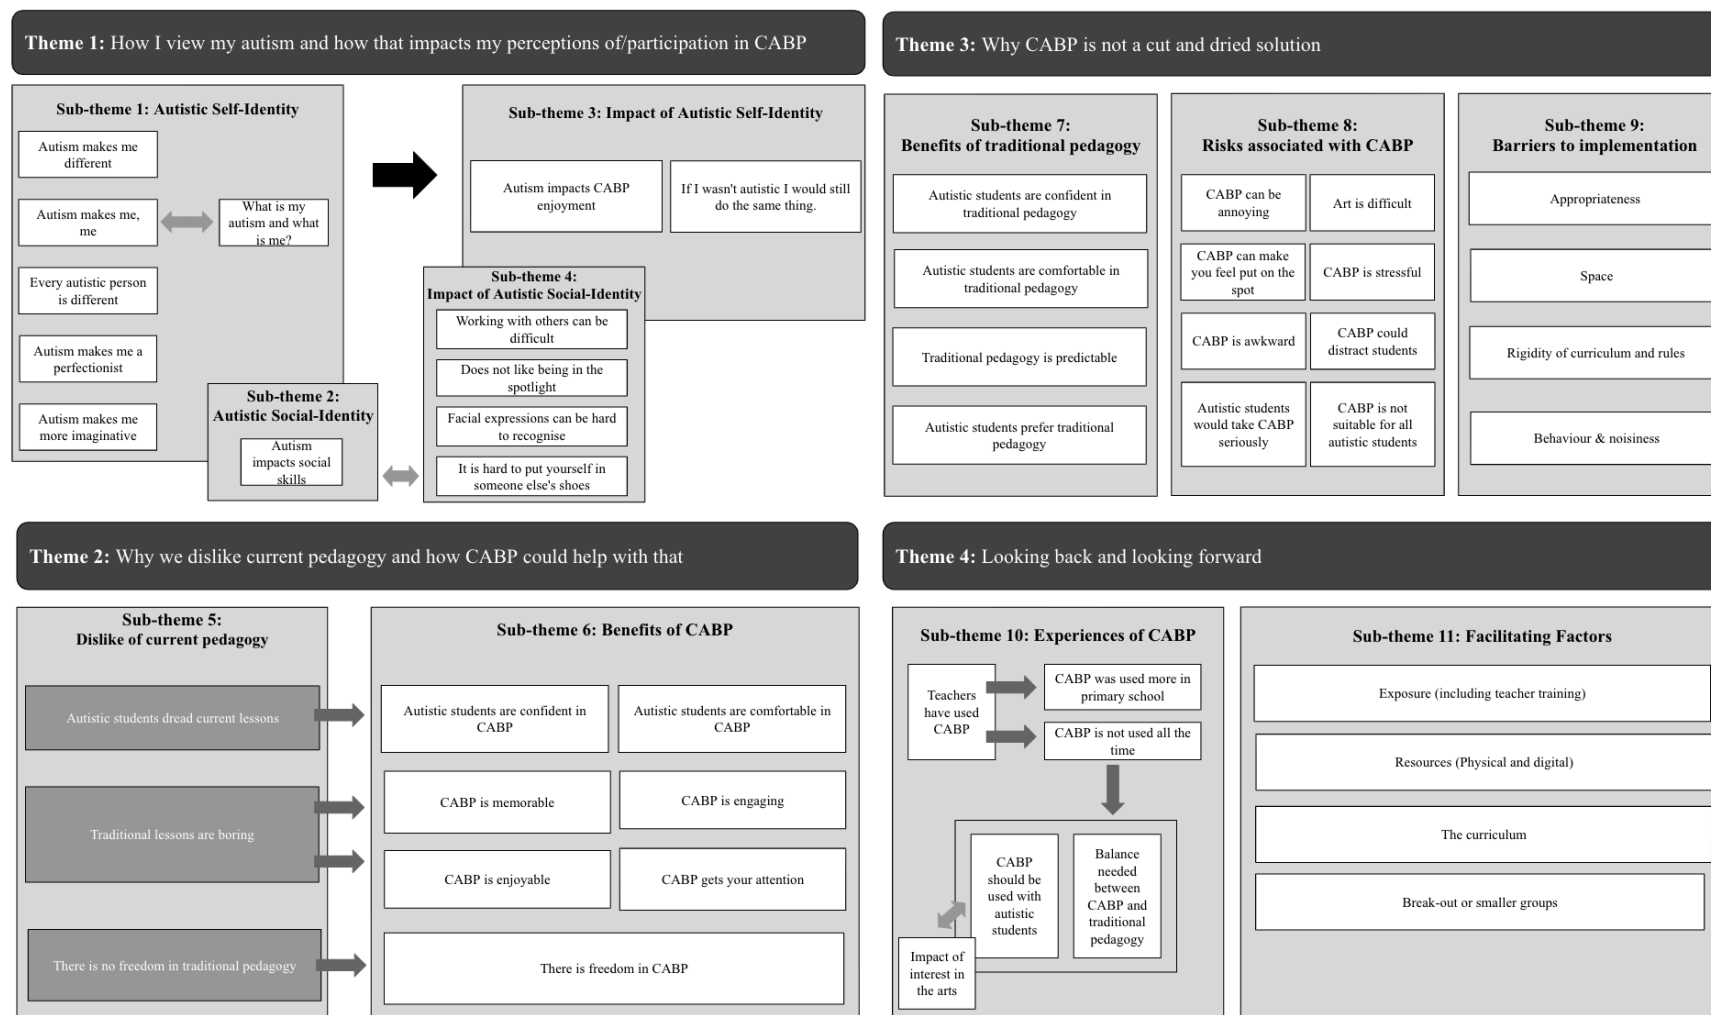 Theme 1: How I view my autism and how that impacts my perceptions of/participation in CABP
Sub-theme 1: Autistic Self-Identity
Autism makes me
different
Autism makes me,
me
What is my
autism and what
is me?
Every autistic person
is different
Autism makes me a
perfectionist
Autism makes me
more imaginative
Sub-theme 2:
Autistic Social-Identity
Autism
impacts social
skills
Sub-theme 3: Impact of Autistic Self-Identity
Autism impacts CABP
enjoyment
If I wasn't autistic I would still
do the same thing.
Sub-theme 4:
Impact of Autistic Social-Identity
Working with others can be
difficult
Does not like being in the
spotlight
Facial expressions can be hard
to recognise
It is hard to put yourself in
someone else's shoes
Theme 3: Why CABP is not a cut and dried solution
Sub-theme 7:
Benefits of traditional pedagogy
Autistic students are confident in
traditional pedagogy
Autistic students are comfortable in
traditional pedagogy
Traditional pedagogy is predictable
Autistic students prefer traditional
pedagogy
Sub-theme 8:
Risks associated with CABP
CABP can be
annoying
Art is difficult
CABP can make
you feel put on the
spot
CABP is stressful
CABP is awkward
CABP could
distract students
Autistic students
would take CABP
seriously
CABP is not
suitable for all
autistic students
Sub-theme 9:
Barriers to implementation
Appropriateness
Space
Rigidity of curriculum and rules
Behaviour & noisiness
Theme 2: Why we dislike current pedagogy and how CABP could help with that
Sub-theme 5:
Dislike of current pedagogy
Autistic students dread current lessons
Traditional lessons are boring
There is no freedom in traditional pedagogy
Sub-theme 6: Benefits of CABP
Autistic students are confident in
CABP
Autistic students are comfortable in
CABP
CABP is memorable
CABP is engaging
CABP is enjoyable
CABP gets your attention
There is freedom in CABP
Theme 4: Looking back and looking forward
Sub-theme 10: Experiences of CABP
Teachers
have used
CABP
CABP was used more in
primary school
CABP is not used all the
time
CABP
should be
used with
autistic
students
Balance
needed
between
CABP and
traditional
pedagogy
Impact of
interest in
the arts
Sub-theme 11: Facilitating Factors
Exposure (including teacher training)
Resources (Physical and digital)
The curriculum
Break-out or smaller groups